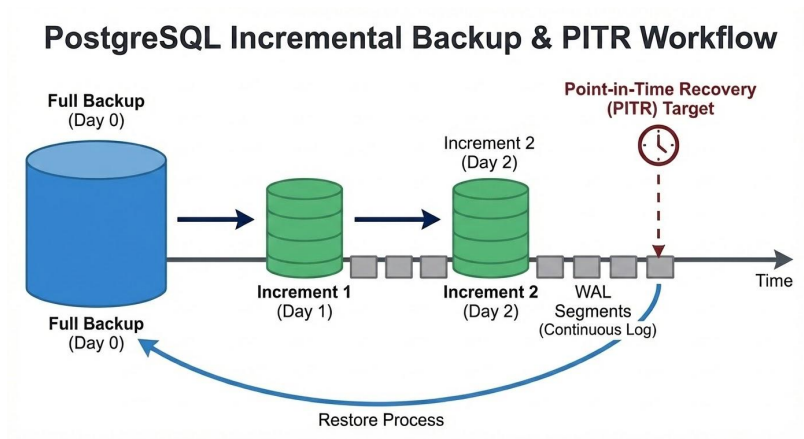 PostgreSQL Incremental Backup & PITR Workflow
Full Backup
(Day 0)
Point-in-Time Recovery
(PITR) Target
Increment 2
(Day 2)
Time
Increment 1
(Day 1)
Increment 2
(Day 2)
WAL
Segments
(Continuous Log)
Full Backup
(Day 0)
Restore Process